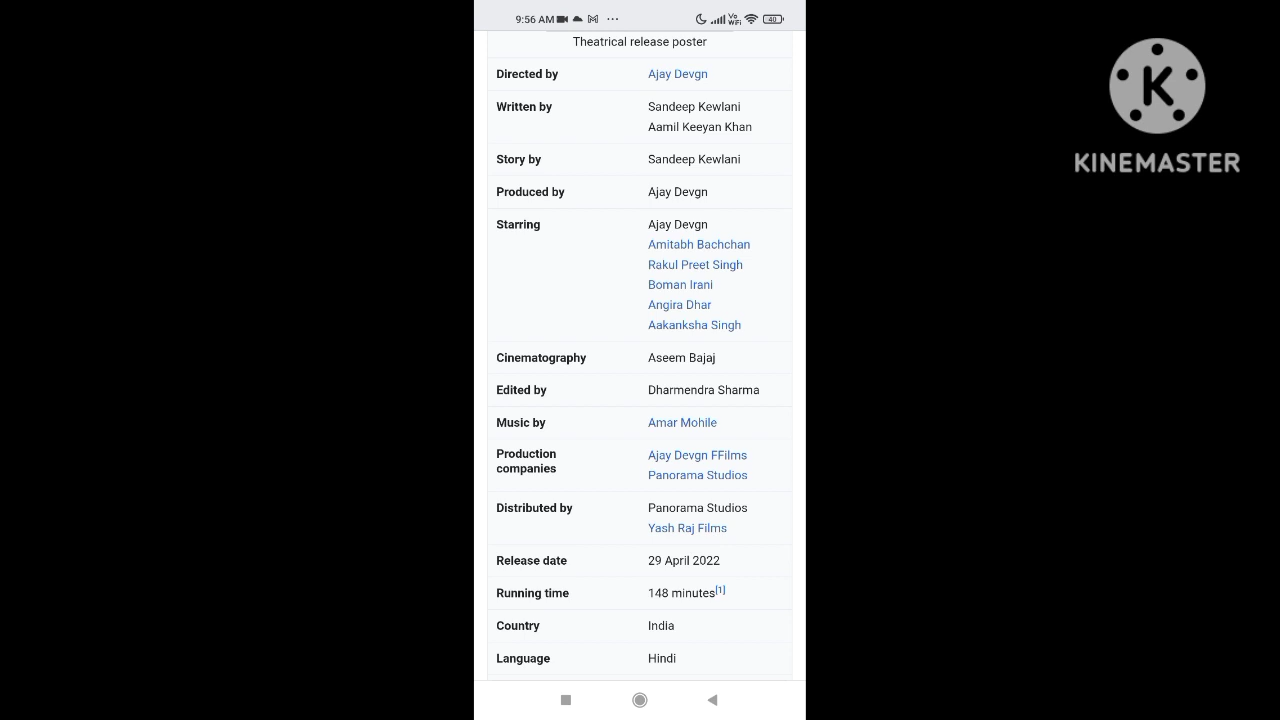 9:56 AM
Vo
WiFi
40
Theatrical release poster
Directed by Ajay Devgn
Written by Sandeep Kewlani
Aamil Keeyan Khan
Story by Sandeep Kewlani
Produced by Ajay Devgn
Starring Ajay Devgn
Amitabh Bachchan
Rakul Preet Singh
Boman Irani
Angira Dhar
Aakanksha Singh
Cinematography Aseem Bajaj
Edited by Dharmendra Sharma
Music by Amar Mohile
Production companies Ajay Devgn FFilms
Panorama Studios
Distributed by Panorama Studios
Yash Raj Films
Release date 29 April 2022
Running time 148 minutes[1]
Country India
Language Hindi
K
KINEMASTER